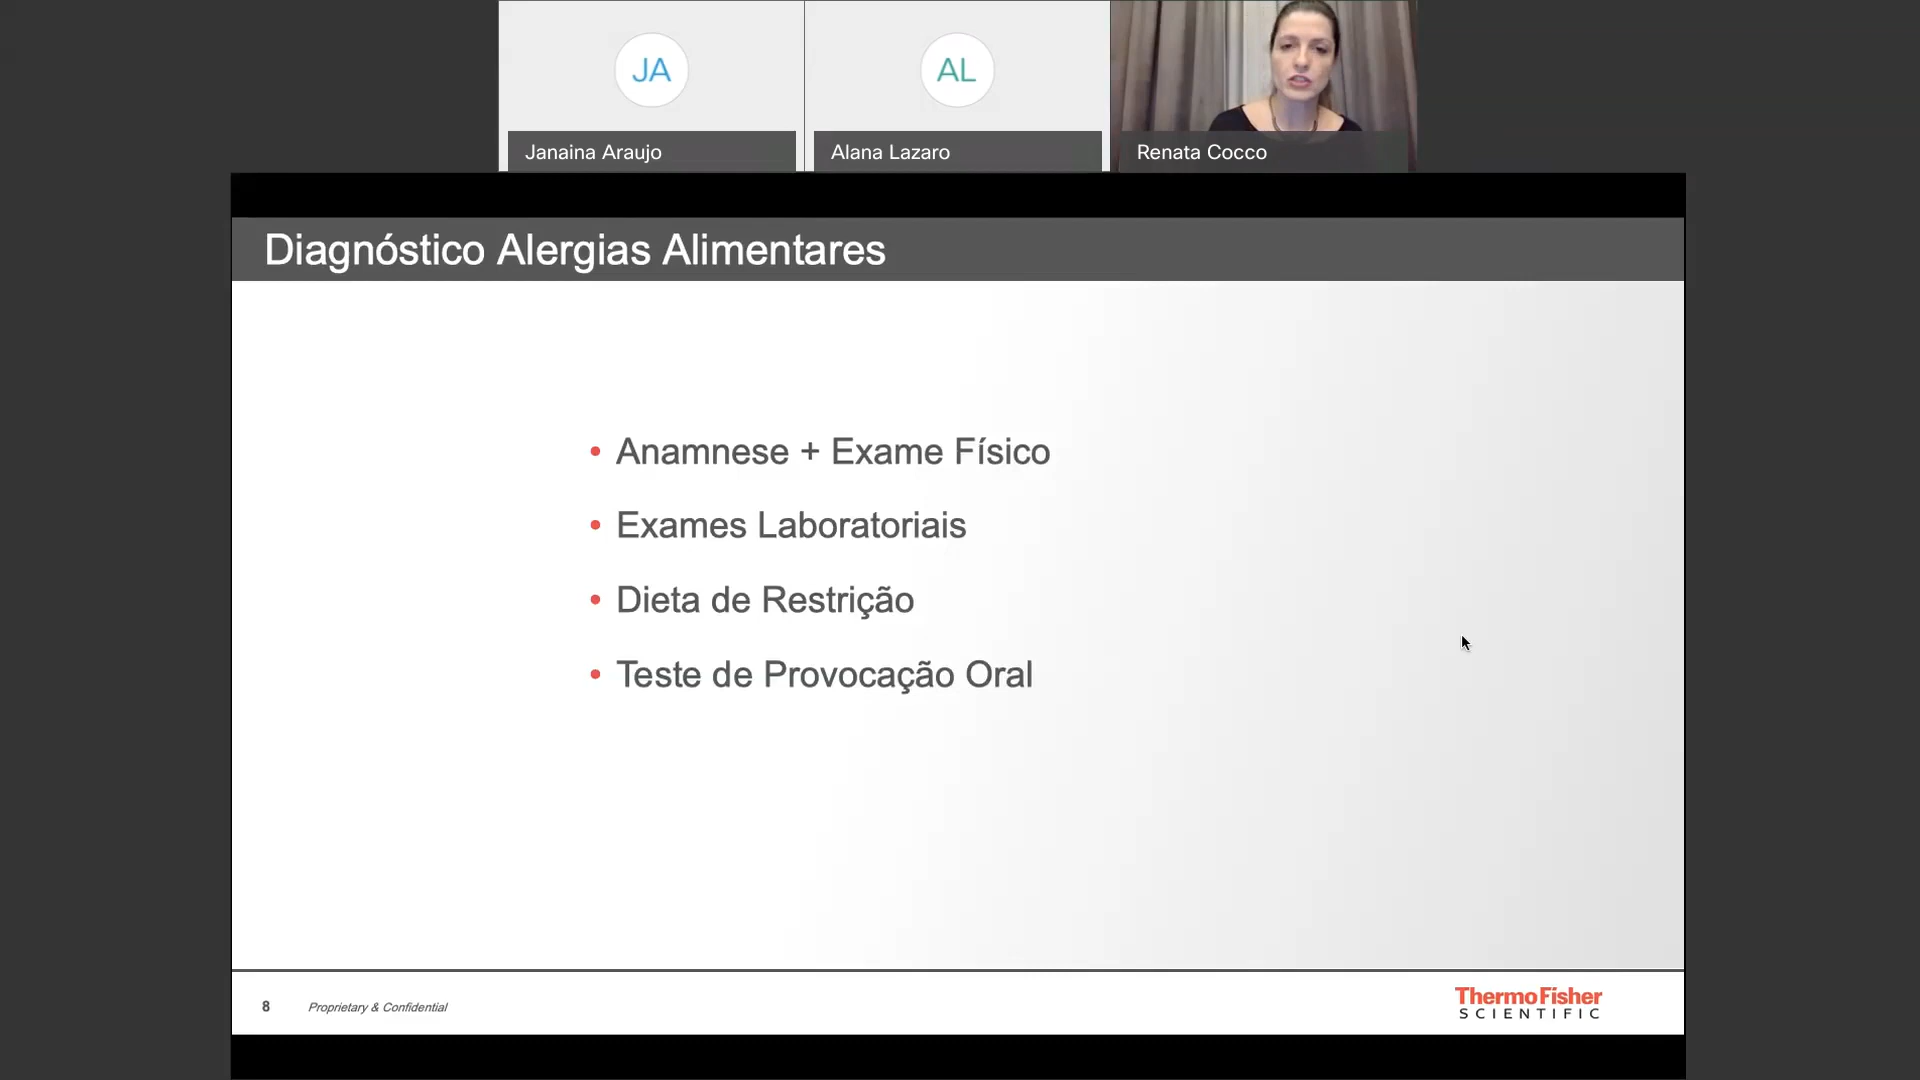 JA
AL
Janaina Araujo
Alana Lazaro
Renata Cocco
Diagnóstico Alergias Alimentares
• Anamnese + Exame Físico
• Exames Laboratoriais
• Dieta de Restrição
• Teste de Provocação Oral
8
Proprietary & Confidential
ThermoFisher
SCIENTIFIC